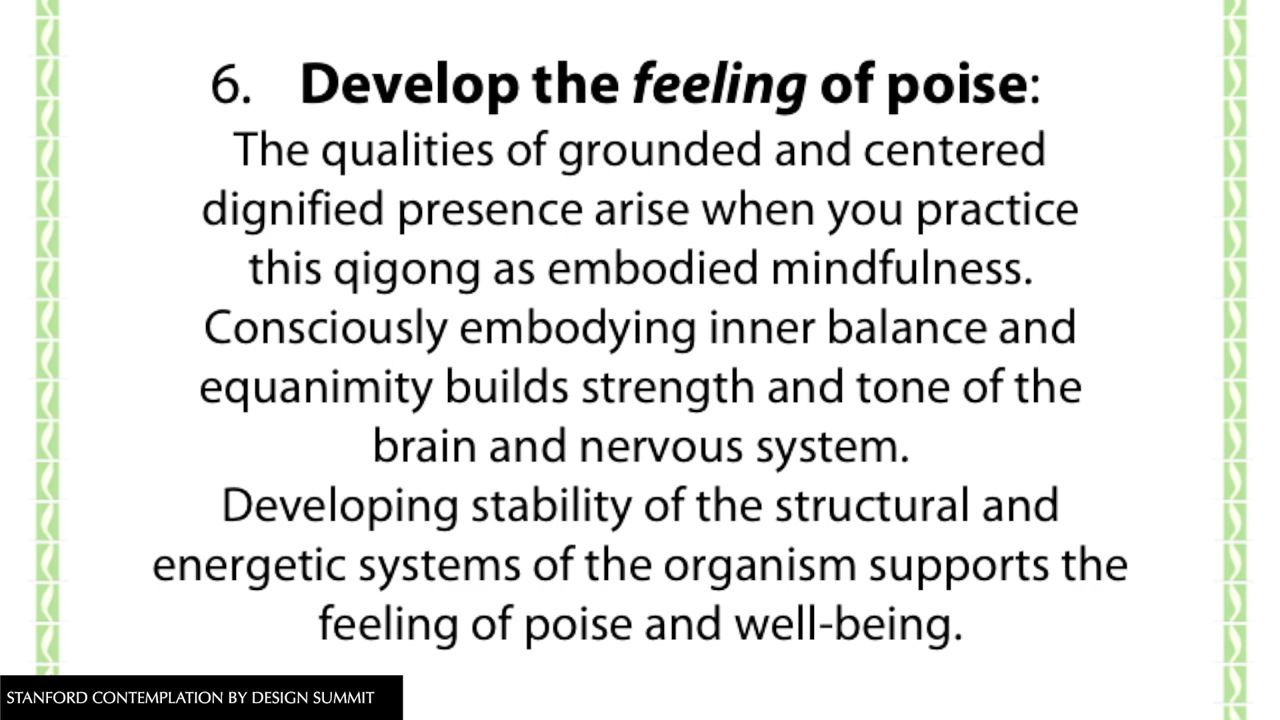 6. Develop the feeling of poise:
The qualities of grounded and centered
dignified presence arise when you practice
this qigong as embodied mindfulness.
Consciously embodying inner balance and
equanimity builds strength and tone of the
brain and nervous system.
Developing stability of the structural and
energetic systems of the organism supports the
feeling of poise and well-being.
STANFORD CONTEMPLATION BY DESIGN SUMMIT